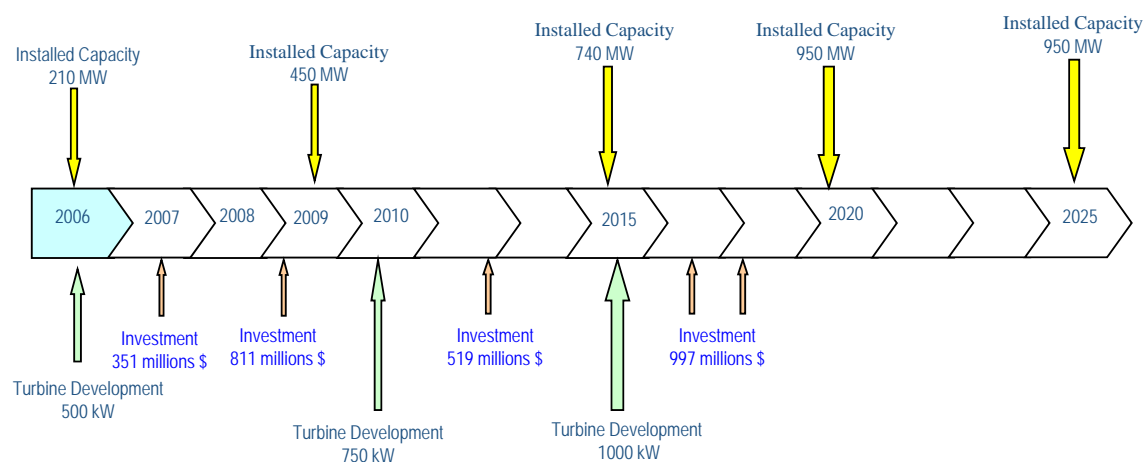 Installed Capacity
210 MW
Installed Capacity
450 MW
Installed Capacity
740 MW
Installed Capacity
950 MW
Installed Capacity
950 MW
2006
2007
2008
2009
2010
2015
2020
2025
Investment
351 millions $
Investment
811 millions $
Investment
519 millions $
Investment
997 millions $
Turbine Development
500 kW
Turbine Development
750 kW
Turbine Development
1000 kW